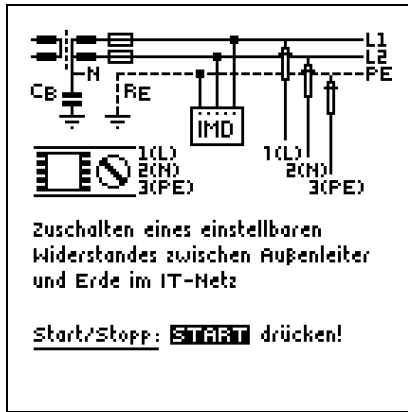 L1
L2
N
PE
CB
RE
IMD
1(L)
2(N)
3(PE)
1(L)
2(N)
3(PE)
Zuschalten eines einstellbaren
Widerstandes zwischen Außenleiter
und Erde im IT-Netz
Start/Stopp: START drücken!